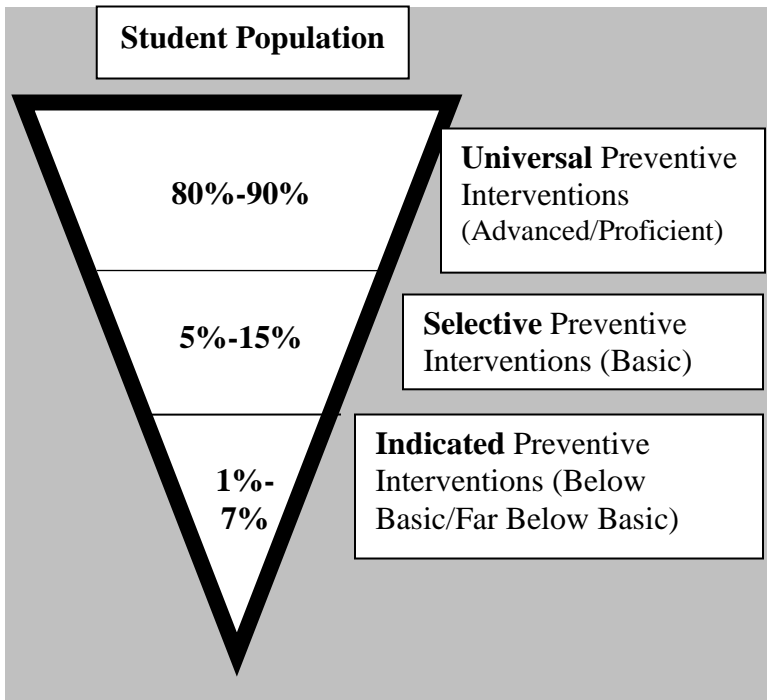 Student Population
80%-90%
Universal Preventive
Interventions
(Advanced/Proficient)
5%-15%
Selective Preventive
Interventions (Basic)
1%-
7%
Indicated Preventive
Interventions (Below
Basic/Far Below Basic)